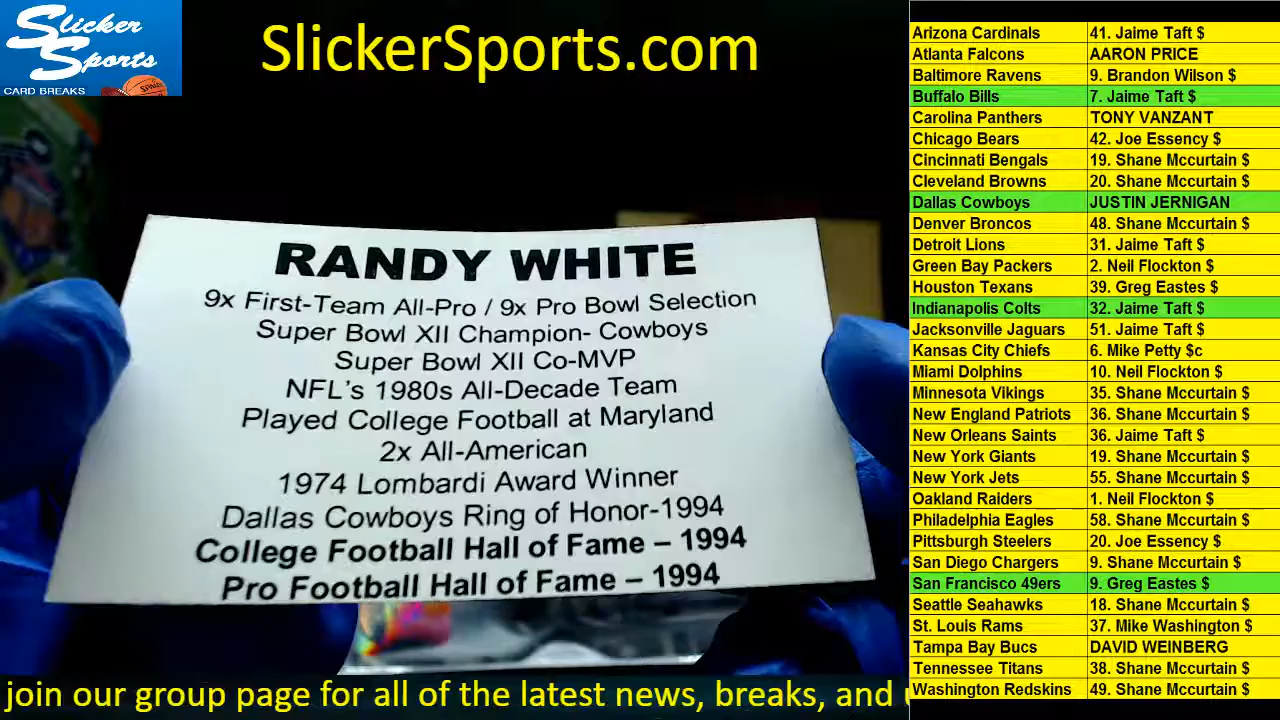 Slicker
Sports
CARD BREAKS
SlickerSports.com
RANDY WHITE
9x First-Team All-Pro / 9x Pro Bowl Selection
Super Bowl XII Champion- Cowboys
Super Bowl XII Co-MVP
NFL's 1980s All-Decade Team
Played College Football at Maryland
2x All-American
1974 Lombardi Award Winner
Dallas Cowboys Ring of Honor-1994
College Football Hall of Fame – 1994
Pro Football Hall of Fame – 1994
join our group page for all of the latest news, breaks, and
Arizona Cardinals 41. Jaime Taft $
Atlanta Falcons AARON PRICE
Baltimore Ravens 9. Brandon Wilson $
Buffalo Bills 7. Jaime Taft $
Carolina Panthers TONY VANZANT
Chicago Bears 42. Joe Essency $
Cincinnati Bengals 19. Shane Mccurtain $
Cleveland Browns 20. Shane Mccurtain $
Dallas Cowboys JUSTIN JERNIGAN
Denver Broncos 48. Shane Mccurtain $
Detroit Lions 31. Jaime Taft $
Green Bay Packers 2. Neil Flockton $
Houston Texans 39. Greg Eastes $
Indianapolis Colts 32. Jaime Taft $
Jacksonville Jaguars 51. Jaime Taft $
Kansas City Chiefs 6. Mike Petty $c
Miami Dolphins 10. Neil Flockton $
Minnesota Vikings 35. Shane Mccurtain $
New England Patriots 36. Shane Mccurtain $
New Orleans Saints 36. Jaime Taft $
New York Giants 19. Shane Mccurtain $
New York Jets 55. Shane Mccurtain $
Oakland Raiders 1. Neil Flockton $
Philadelphia Eagles 58. Shane Mccurtain $
Pittsburgh Steelers 20. Joe Essency $
San Diego Chargers 9. Shane Mccurtain $
San Francisco 49ers 9. Greg Eastes $
Seattle Seahawks 18. Shane Mccurtain $
St. Louis Rams 37. Mike Washington $
Tampa Bay Bucs DAVID WEINBERG
Tennessee Titans 38. Shane Mccurtain $
Washington Redskins 49. Shane Mccurtain $